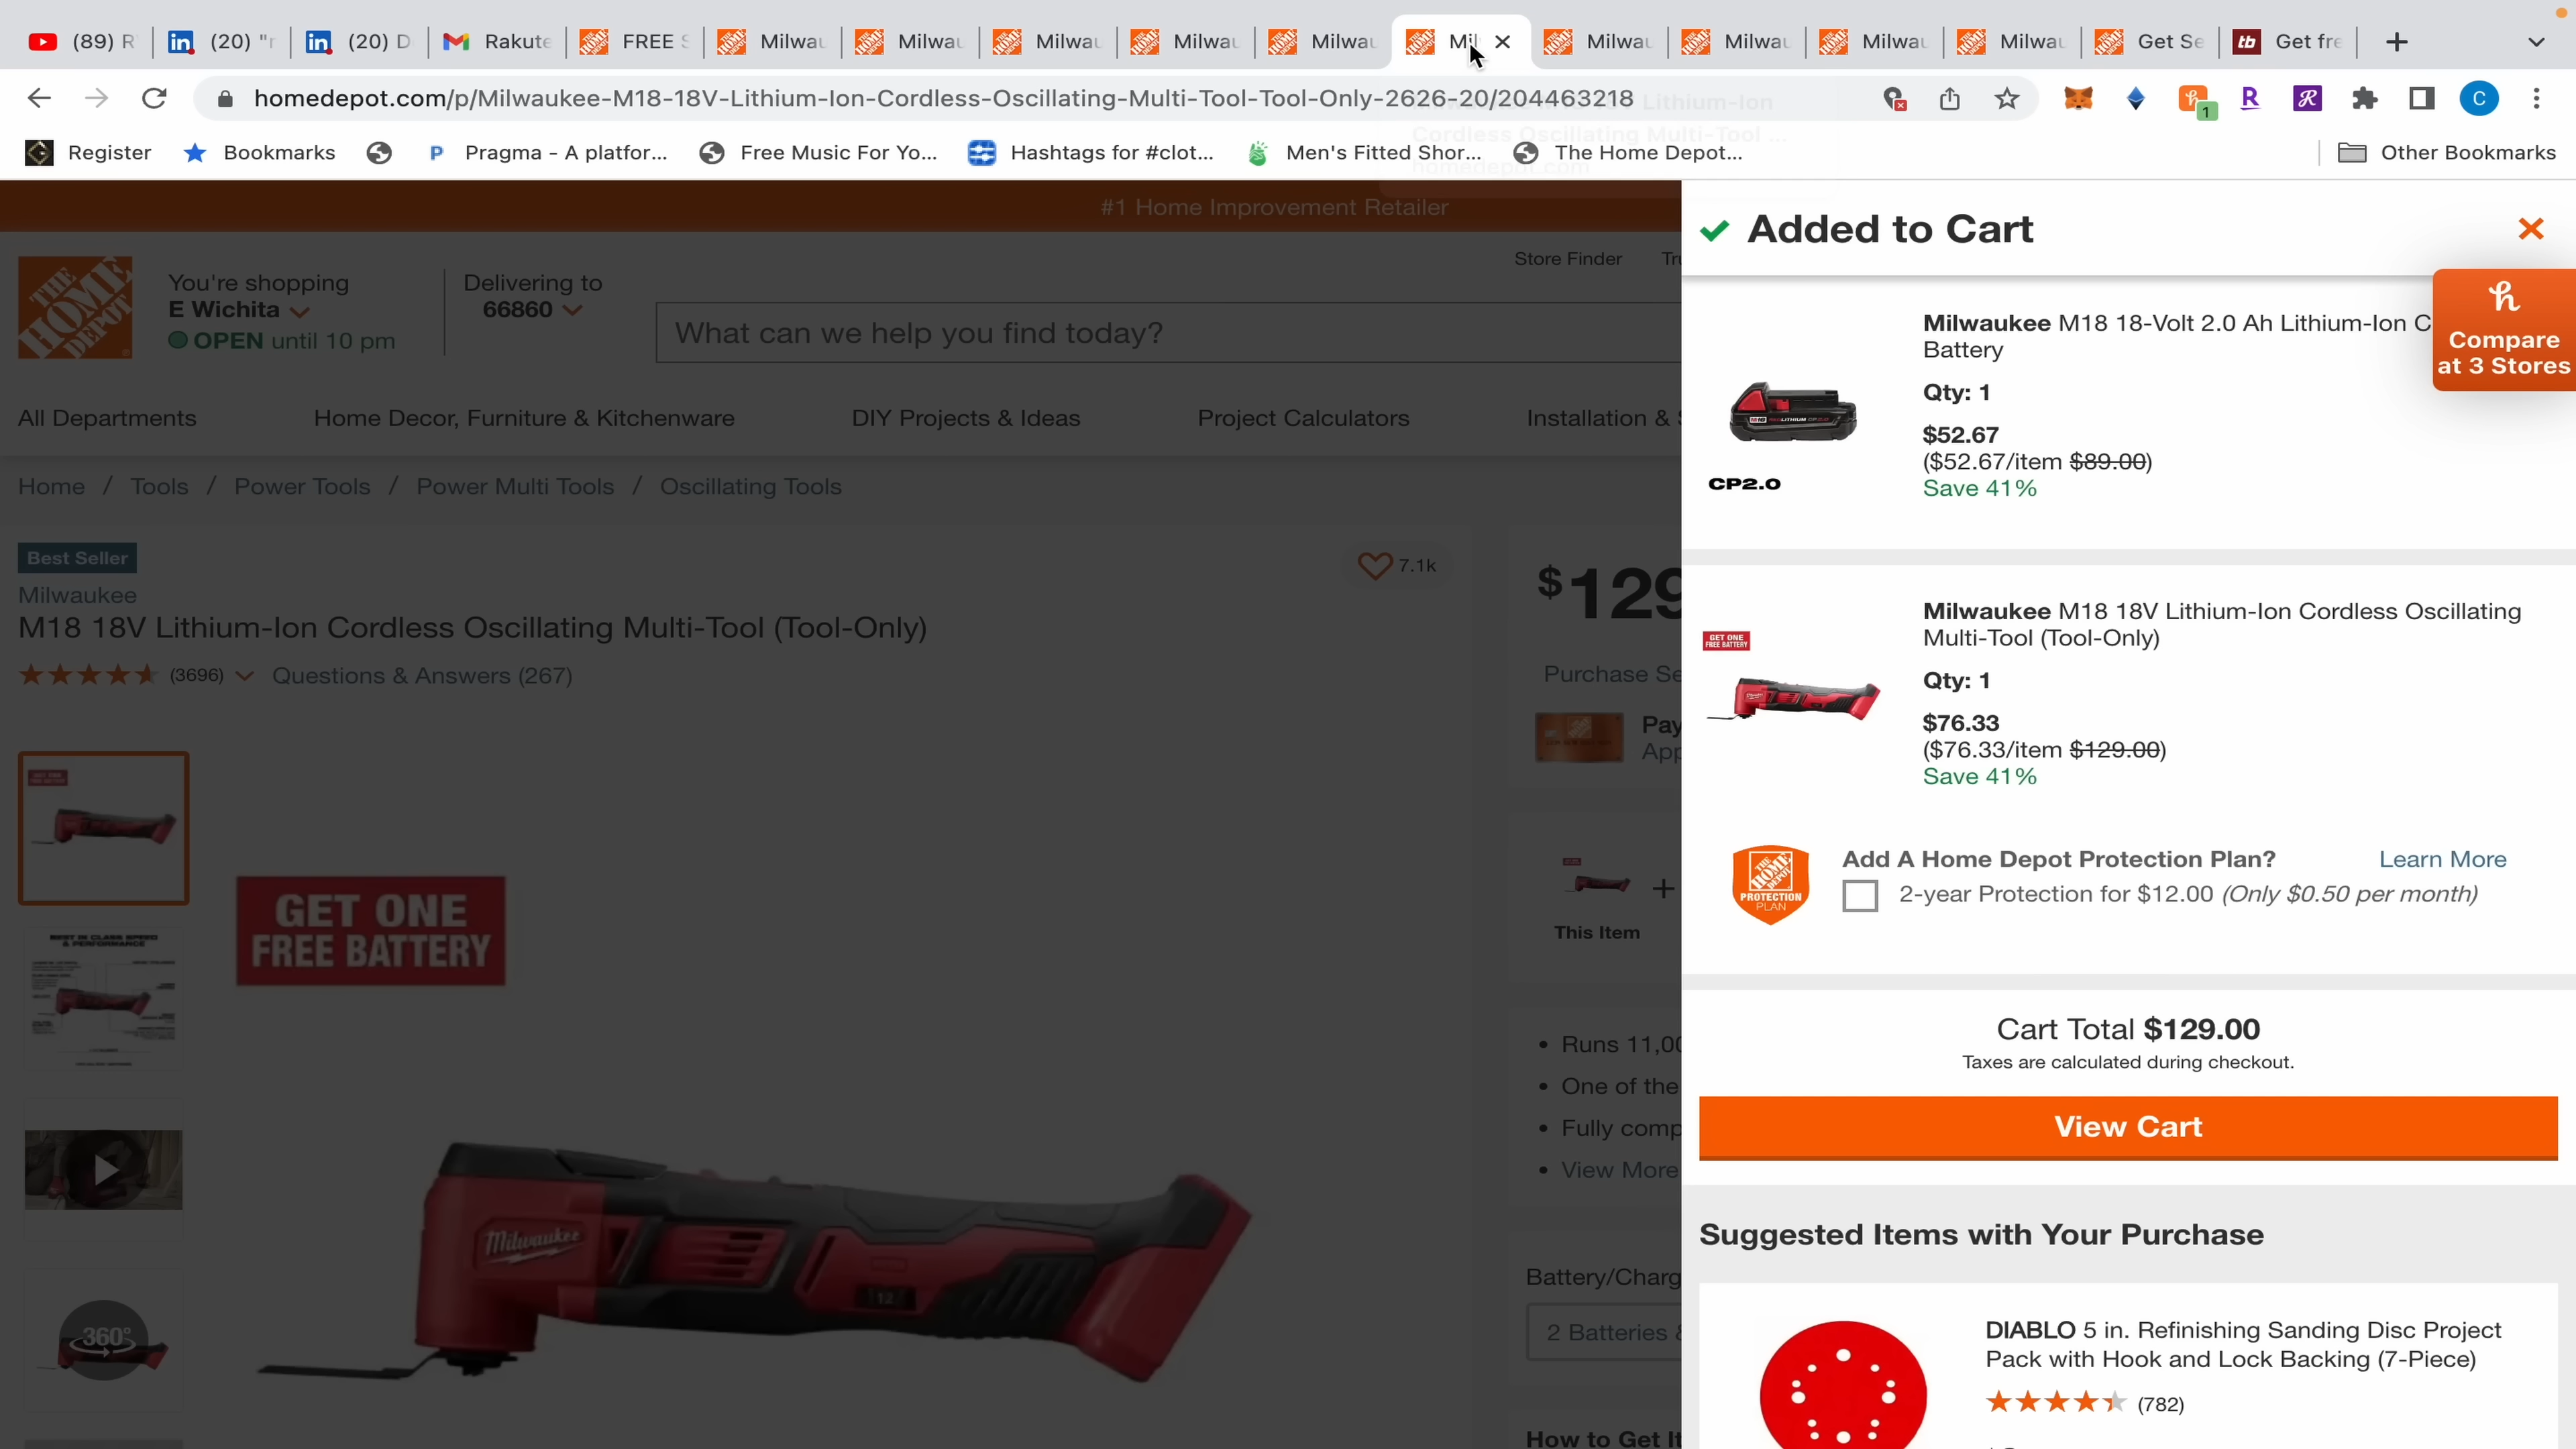 (89) R
(20) "r
(20) D
Rakute
FREE S
Milwau
Milwau
Milwau
Milwau
Milwau
Mil
Milwau
Milwau
Milwau
Milwau
Get Se
tb Get fre
homedepot.com/p/Milwaukee-M18-18V-Lithium-Ion-Cordless-Oscillating-Multi-Tool-Tool-Only-2626-20/204463218
1
C
Cordless Oscillating Multi-Tool ...
homedepot.com
Register
Bookmarks
Pragma - A platfor...
Free Music For Yo...
Hashtags for #clot...
Men's Fitted Shor...
The Home Depot...
Other Bookmarks
#1 Home Improvement Retailer
THE HOME DEPOT
You're shopping
E Wichita
OPEN until 10 pm
Delivering to
66860
What can we help you find today?
Store Finder
Tru
All Departments
Home Decor, Furniture & Kitchenware
DIY Projects & Ideas
Project Calculators
Installation & S
Home / Tools / Power Tools / Power Multi Tools / Oscillating Tools
Best Seller
7.1k
Milwaukee
M18 18V Lithium-Ion Cordless Oscillating Multi-Tool (Tool-Only)
(3696)
Questions & Answers (267)
GET ONE
FREE BATTERY
Milwaukee
12
360°
$129
Purchase Se
Pay
App
+
This Item
• Runs 11,00
• One of the
• Fully comp
• View More
Battery/Charg
2 Batteries &
How to Get It
Added to Cart
Compare
at 3 Stores
Milwaukee M18 18-Volt 2.0 Ah Lithium-Ion C
Battery
Qty: 1
$52.67
($52.67/item $89.00)
Save 41%
CP2.0
GET ONE
FREE BATTERY
Milwaukee M18 18V Lithium-Ion Cordless Oscillating
Multi-Tool (Tool-Only)
Qty: 1
$76.33
($76.33/item $129.00)
Save 41%
THE HOME DEPOT
PROTECTION
PLAN
Add A Home Depot Protection Plan?
Learn More
2-year Protection for $12.00 (Only $0.50 per month)
Cart Total $129.00
Taxes are calculated during checkout.
View Cart
Suggested Items with Your Purchase
DIABLO 5 in. Refinishing Sanding Disc Project
Pack with Hook and Lock Backing (7-Piece)
(782)